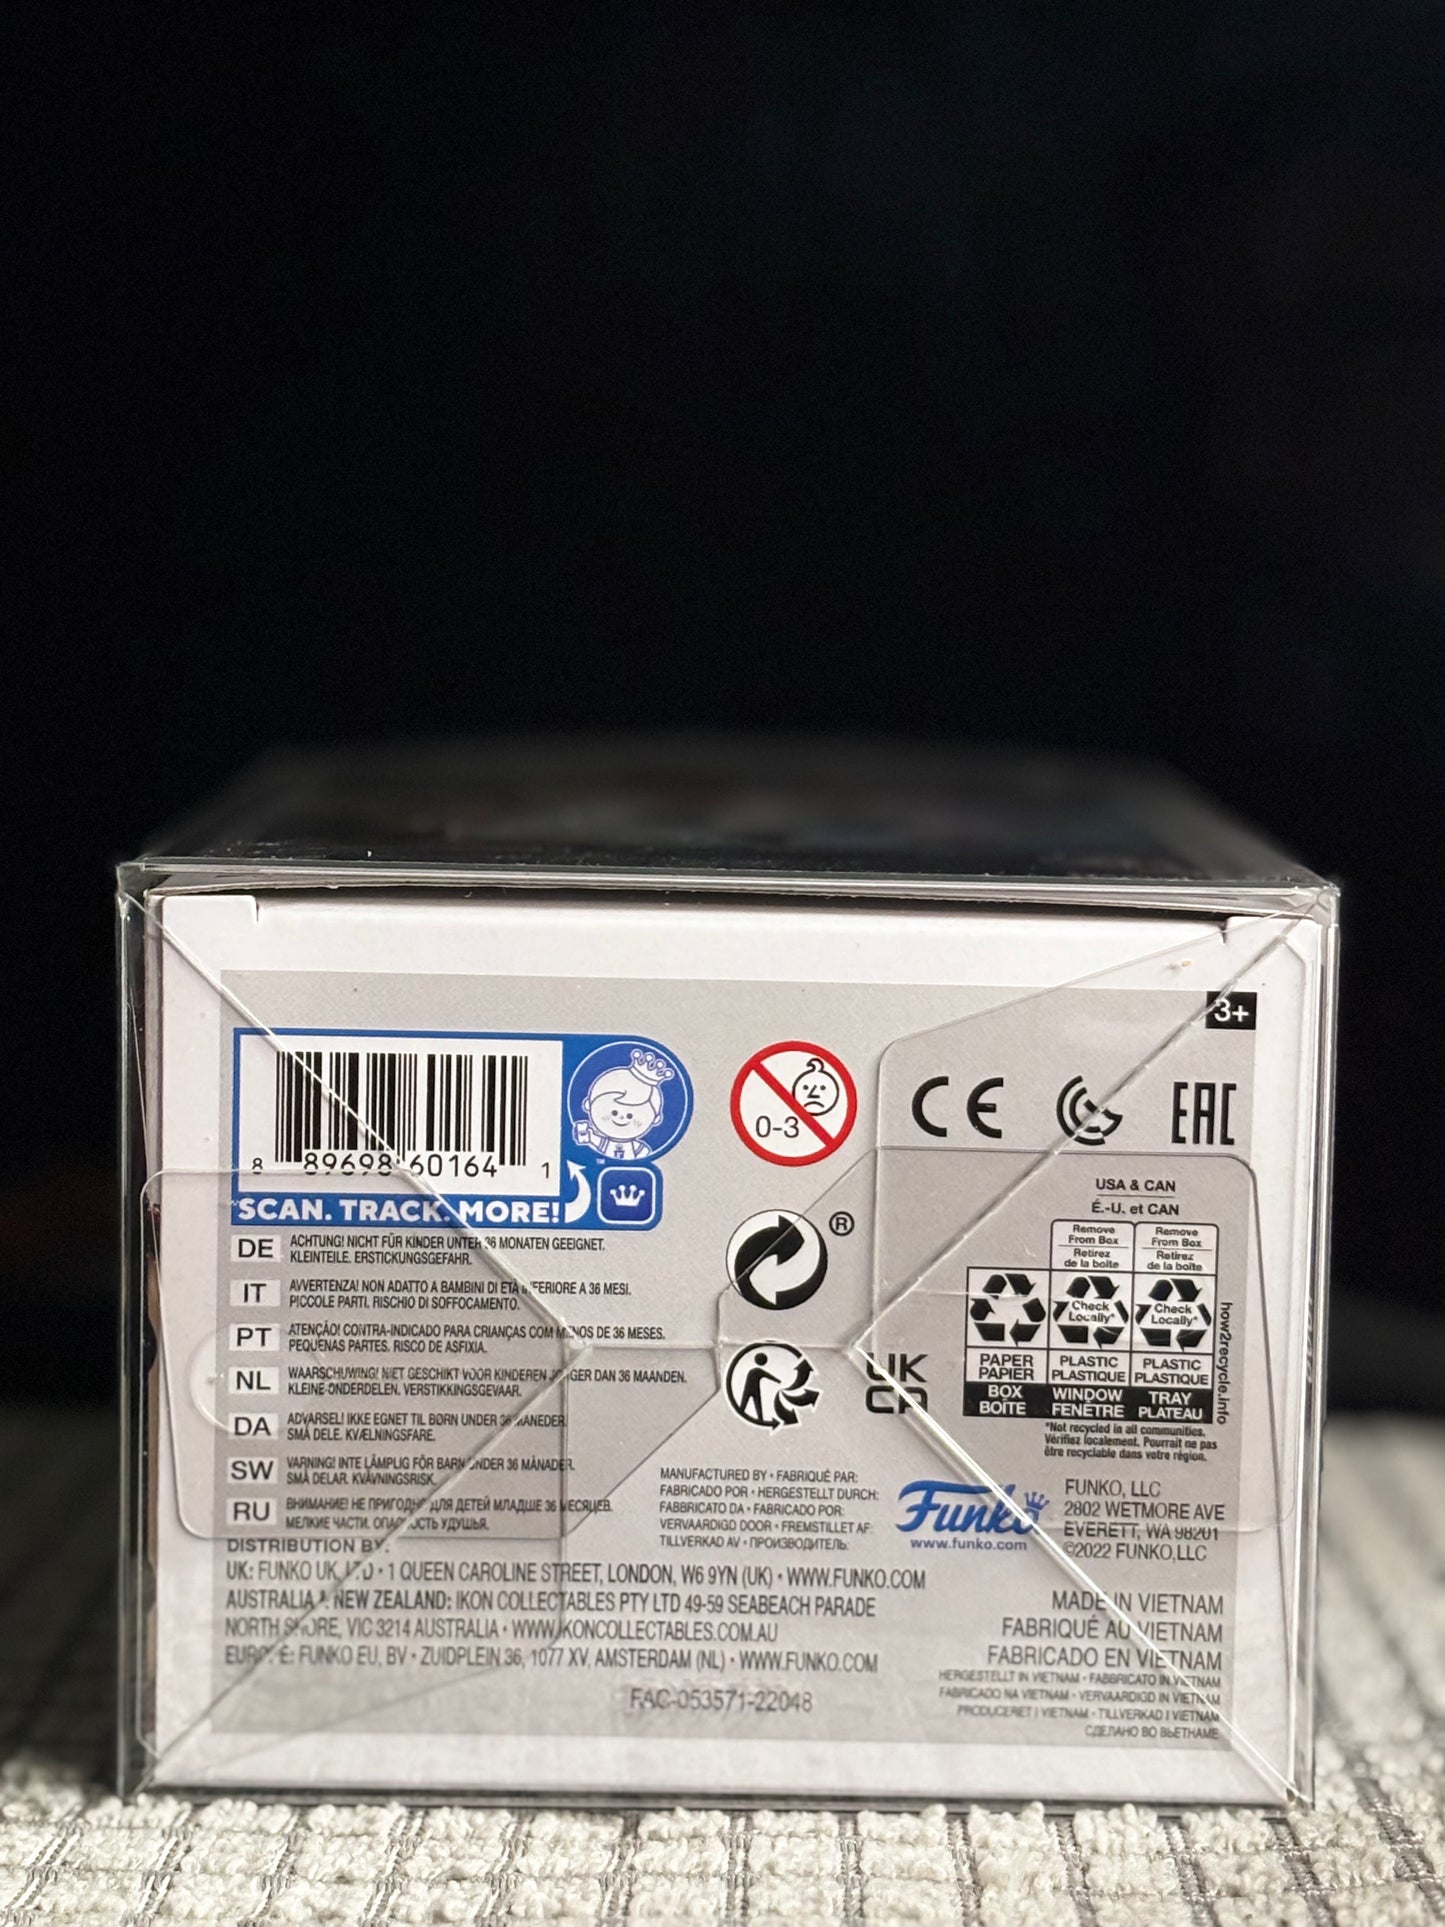 3+
8 89698 60164 1
™
SCAN. TRACK. MORE!
0-3
CE
EAC
®
DE ACHTUNG! NICHT FÜR KINDER UNTER 36 MONATEN GEEIGNET.
KLEINTEILE. ERSTICKUNGSGEFAHR.
IT AVVERTENZA! NON ADATTO A BAMBINI DI ETÀ INFERIORE A 36 MESI.
PICCOLE PARTI. RISCHIO DI SOFFOCAMENTO.
PT ATENÇÃO! CONTRA-INDICADO PARA CRIANÇAS COM MENOS DE 36 MESES.
PEQUENAS PARTES. RISCO DE ASFIXIA.
NL WAARSCHUWING! NIET GESCHIKT VOOR KINDEREN JONGER DAN 36 MAANDEN.
KLEINE ONDERDELEN. VERSTIKKINGSGEVAAR.
DA ADVARSEL! IKKE EGNET TIL BØRN UNDER 36 MÅNEDER.
SMÅ DELE. KVÆLNINGSFARE.
SW VARNING! INTE LÄMPLIG FÖR BARN UNDER 36 MÅNADER.
SMÅ DELAR. KVÄVNINGSRISK.
RU ВНИМАНИЕ! НЕ ПРИГОДНО ДЛЯ ДЕТЕЙ МЛАДШЕ 36 МЕСЯЦЕВ.
МЕЛКИЕ ЧАСТИ. ОПАСНОСТЬ УДУШЬЯ.
UK
CA
USA & CAN
É.-U. et CAN
Remove From Box
Retirez de la boîte
Remove From Box
Retirez de la boîte
Check Locally*
Check Locally*
PAPER PAPIER
PLASTIC PLASTIQUE
PLASTIC PLASTIQUE
BOX BOÎTE
WINDOW FENÊTRE
TRAY PLATEAU
how2recycle.info
*Not recycled in all communities.
Vérifiez localement. Pourrait ne pas
être recyclable dans votre région.
MANUFACTURED BY • FABRIQUÉ PAR:
FABRICADO POR • HERGESTELLT DURCH:
FABBRICATO DA • FABRICADO POR:
VERVAARDIGD DOOR • FREMSTILLET AF:
TILLVERKAD AV • ПРОИЗВОДИТЕЛЬ:
Funko
www.funko.com
FUNKO, LLC
2802 WETMORE AVE
EVERETT, WA 98201
©2022 FUNKO,LLC
DISTRIBUTION BY:
UK: FUNKO UK, LTD • 1 QUEEN CAROLINE STREET, LONDON, W6 9YN (UK) • WWW.FUNKO.COM
AUSTRALIA & NEW ZEALAND: IKON COLLECTABLES PTY LTD 49-59 SEABEACH PARADE
NORTH SHORE, VIC 3214 AUSTRALIA • WWW.IKONCOLLECTABLES.COM.AU
EUROPE: FUNKO EU, BV • ZUIDPLEIN 36, 1077 XV, AMSTERDAM (NL) • WWW.FUNKO.COM
FAC-053571-22048
MADE IN VIETNAM
FABRIQUÉ AU VIETNAM
FABRICADO EN VIETNAM
HERGESTELLT IN VIETNAM • FABBRICATO IN VIETNAM
FABRICADO NA VIETNAM • VERVAARDIGD IN VIETNAM
PRODUCERET I VIETNAM • TILLVERKAD I VIETNAM
СДЕЛАНО ВО ВЬЕТНАМЕ